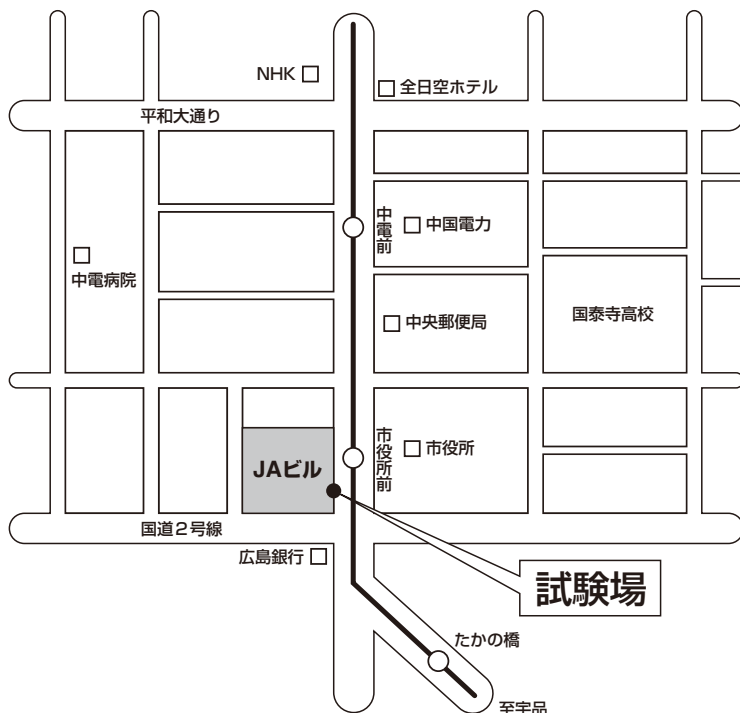 NHK
全日空ホテル
平和大通り
中電前
中国電力
中電病院
中央郵便局
国泰寺高校
市役所前
市役所
JAビル
国道2号線
広島銀行
試験場
たかの橋
至宇品